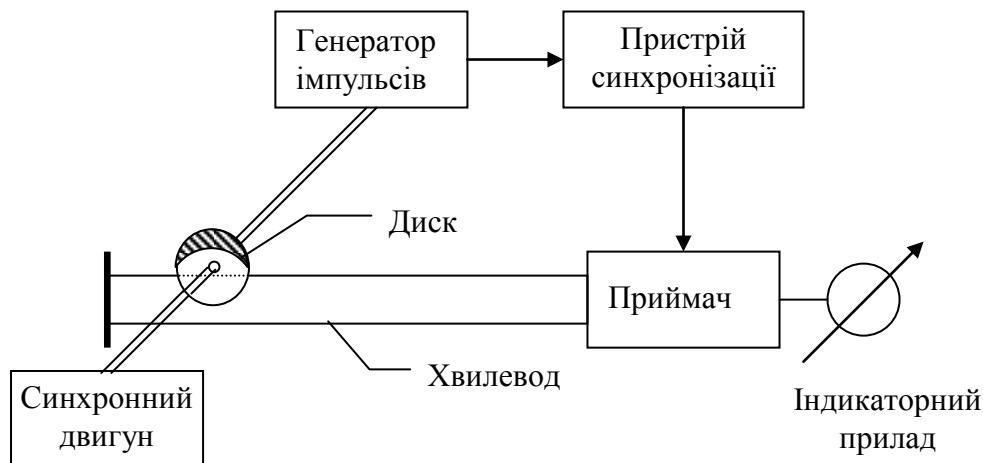 Генератор
імпульсів
Пристрій
синхронізації
Диск
Приймач
Хвилевод
Синхронний
двигун
Індикаторний
прилад